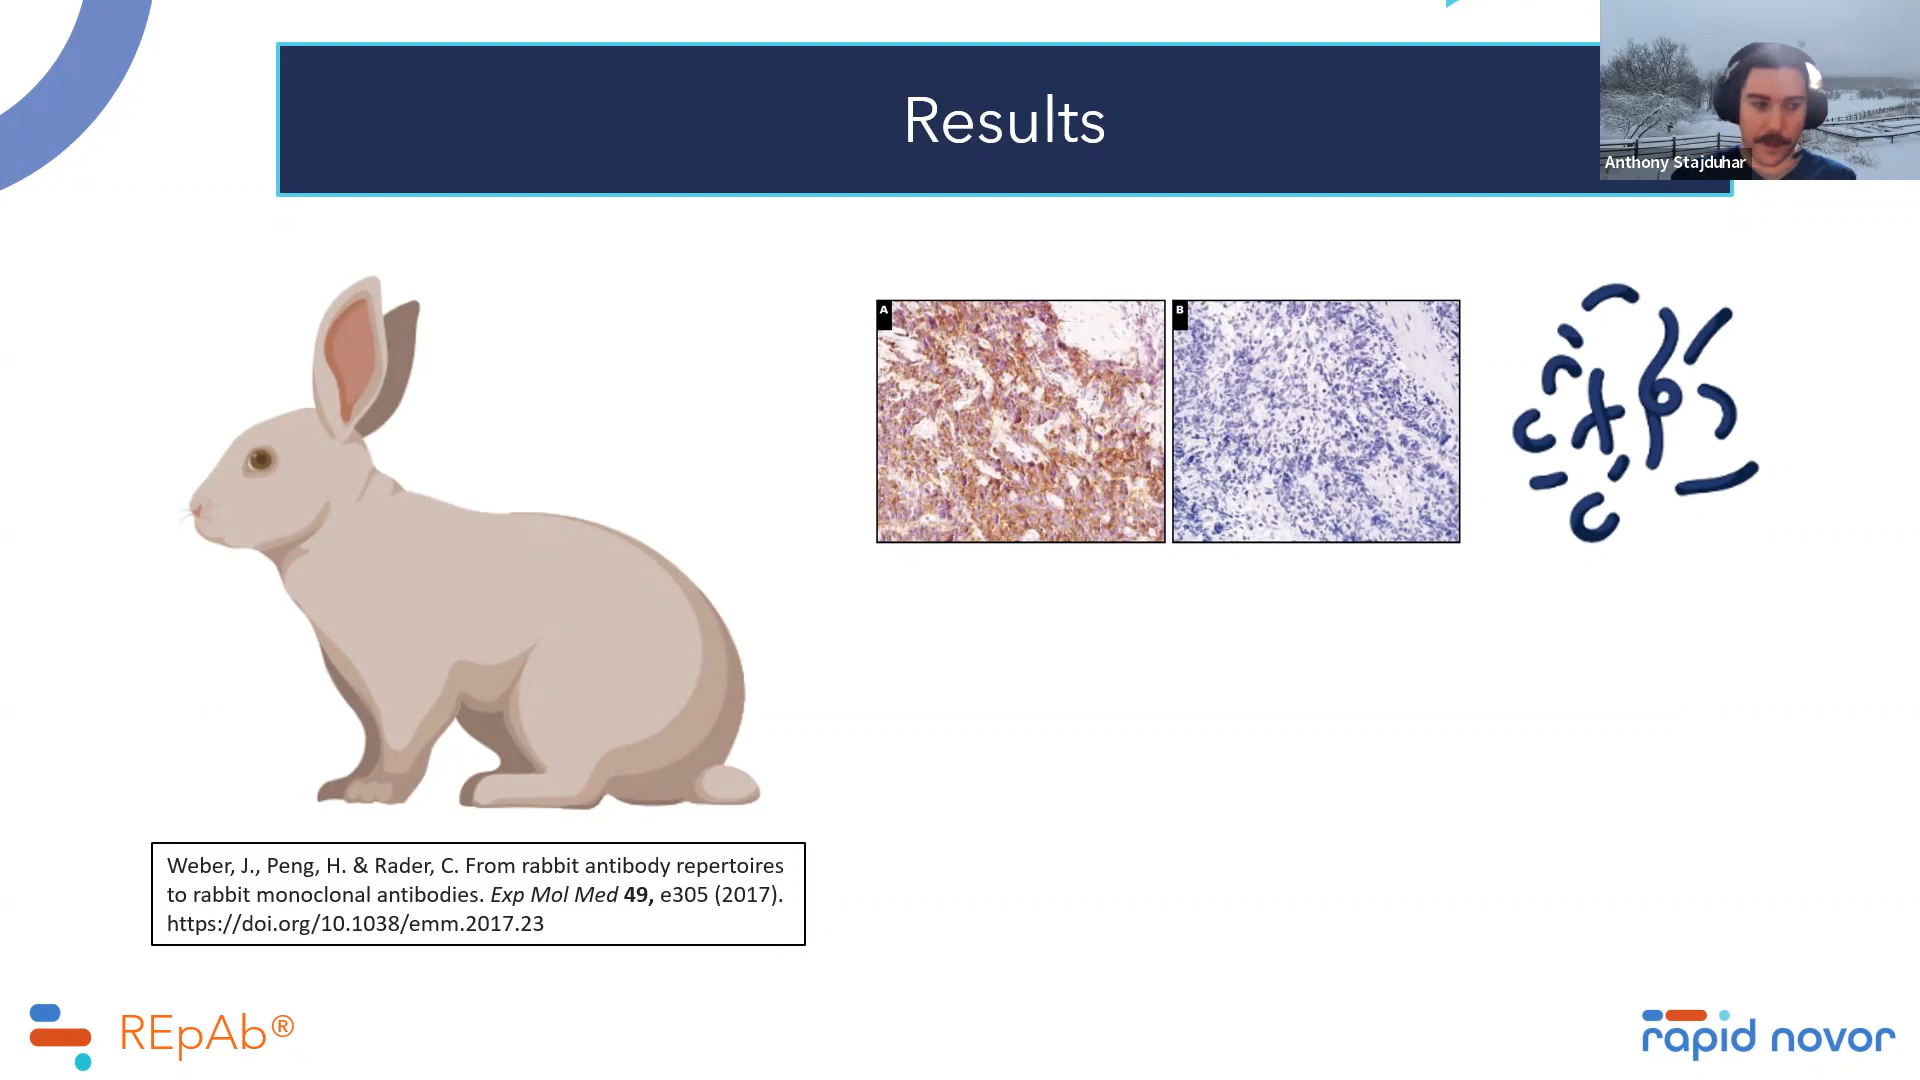 Results
Anthony Stajduhar
A
B
Weber, J., Peng, H. & Rader, C. From rabbit antibody repertoires
to rabbit monoclonal antibodies. Exp Mol Med 49, e305 (2017).
https://doi.org/10.1038/emm.2017.23
REpAb®
rapid novor